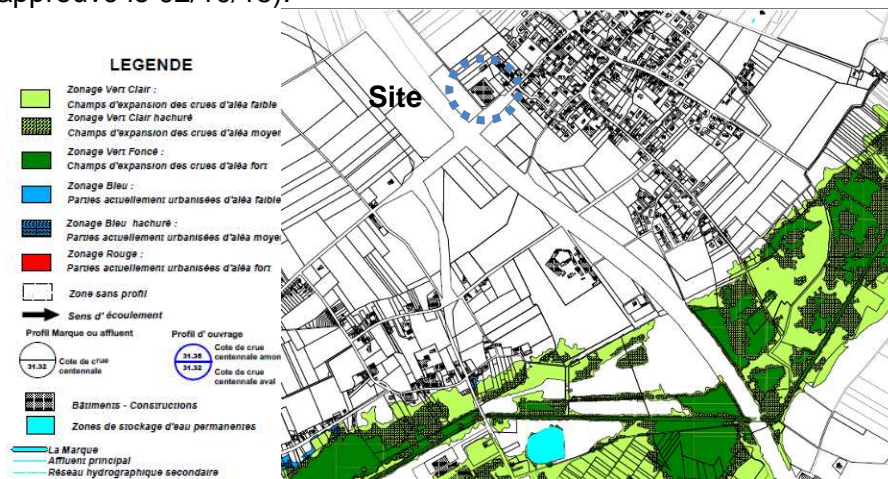 approuvé le 02/10/15).
LEGENDE
Zonage Vert Clair :
Champs d'expansion des crues d'aléa faible
Zonage Vert Clair hachuré
Champs d'expansion des crues d'aléa moyen
Zonage Vert Foncé :
Champs d'expansion des crues d'aléa fort
Zonage Bleu :
Parties actuellement urbanisées d'aléa faible
Zonage Bleu hachuré :
Parties actuellement urbanisées d'aléa moye
Zonage Rouge :
Parties actuellement urbanisées d'aléa fort
Zone sans profil
Sens d'écoulement
Profil Marque ou affluent
31.32
Cote de crue
centennale
Profil d'ouvrage
31.35
31.32
Cote de crue
centennale amon
Cote de crue
centennale aval
Bâtiments - Constructions
Zones de stockage d'eau permanentes
La Marque
Affluent principal
Réseau hydrographique secondaire
Site